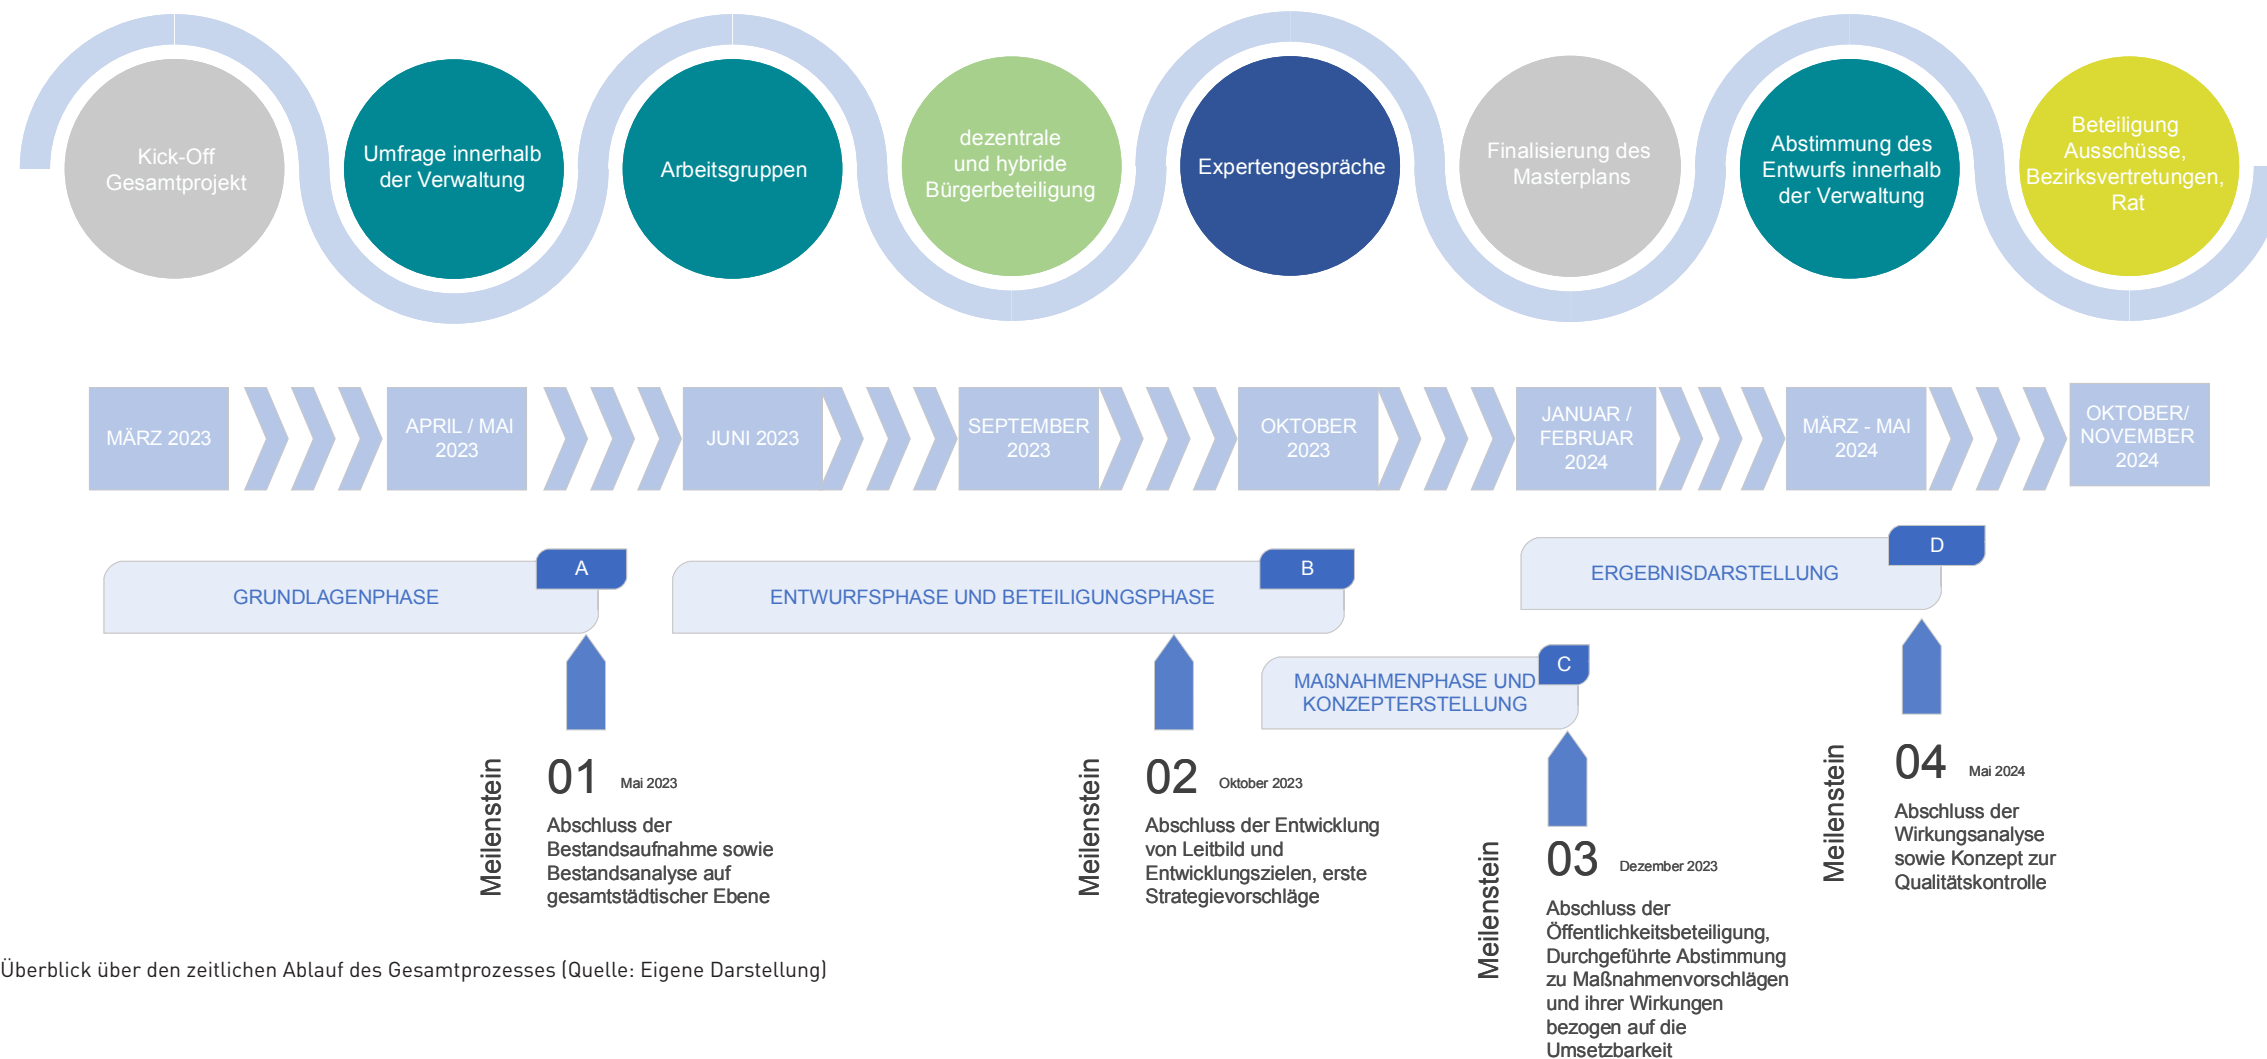 Kick-Off
Gesamtprojekt
Umfrage innerhalb
der Verwaltung
Arbeitsgruppen
dezentrale
und hybride
Bürgerbeteiligung
Expertengespräche
Finalisierung des
Masterplans
Abstimmung des
Entwurfs innerhalb
der Verwaltung
Beteiligung
Ausschüsse,
Bezirksvertretungen,
Rat
MÄRZ 2023
APRIL / MAI
2023
JUNI 2023
SEPTEMBER
2023
OKTOBER
2023
JANUAR /
FEBRUAR
2024
MÄRZ - MAI
2024
OKTOBER/
NOVEMBER
2024
GRUNDLAGENPHASE
A
ENTWURFSPHASE UND BETEILIGUNGSPHASE
B
MAßNAHMENPHASE UND
KONZEPTERSTELLUNG
C
ERGEBNISDARSTELLUNG
D
Meilenstein
01 Mai 2023
Abschluss der
Bestandsaufnahme sowie
Bestandsanalyse auf
gesamtstädtischer Ebene
Meilenstein
02 Oktober 2023
Abschluss der Entwicklung
von Leitbild und
Entwicklungszielen, erste
Strategievorschläge
Meilenstein
03 Dezember 2023
Abschluss der
Öffentlichkeitsbeteiligung,
Durchgeführte Abstimmung
zu Maßnahmenvorschlägen
und ihrer Wirkungen
bezogen auf die
Umsetzbarkeit
Meilenstein
04 Mai 2024
Abschluss der
Wirkungsanalyse
sowie Konzept zur
Qualitätskontrolle
Überblick über den zeitlichen Ablauf des Gesamtprozesses (Quelle: Eigene Darstellung)